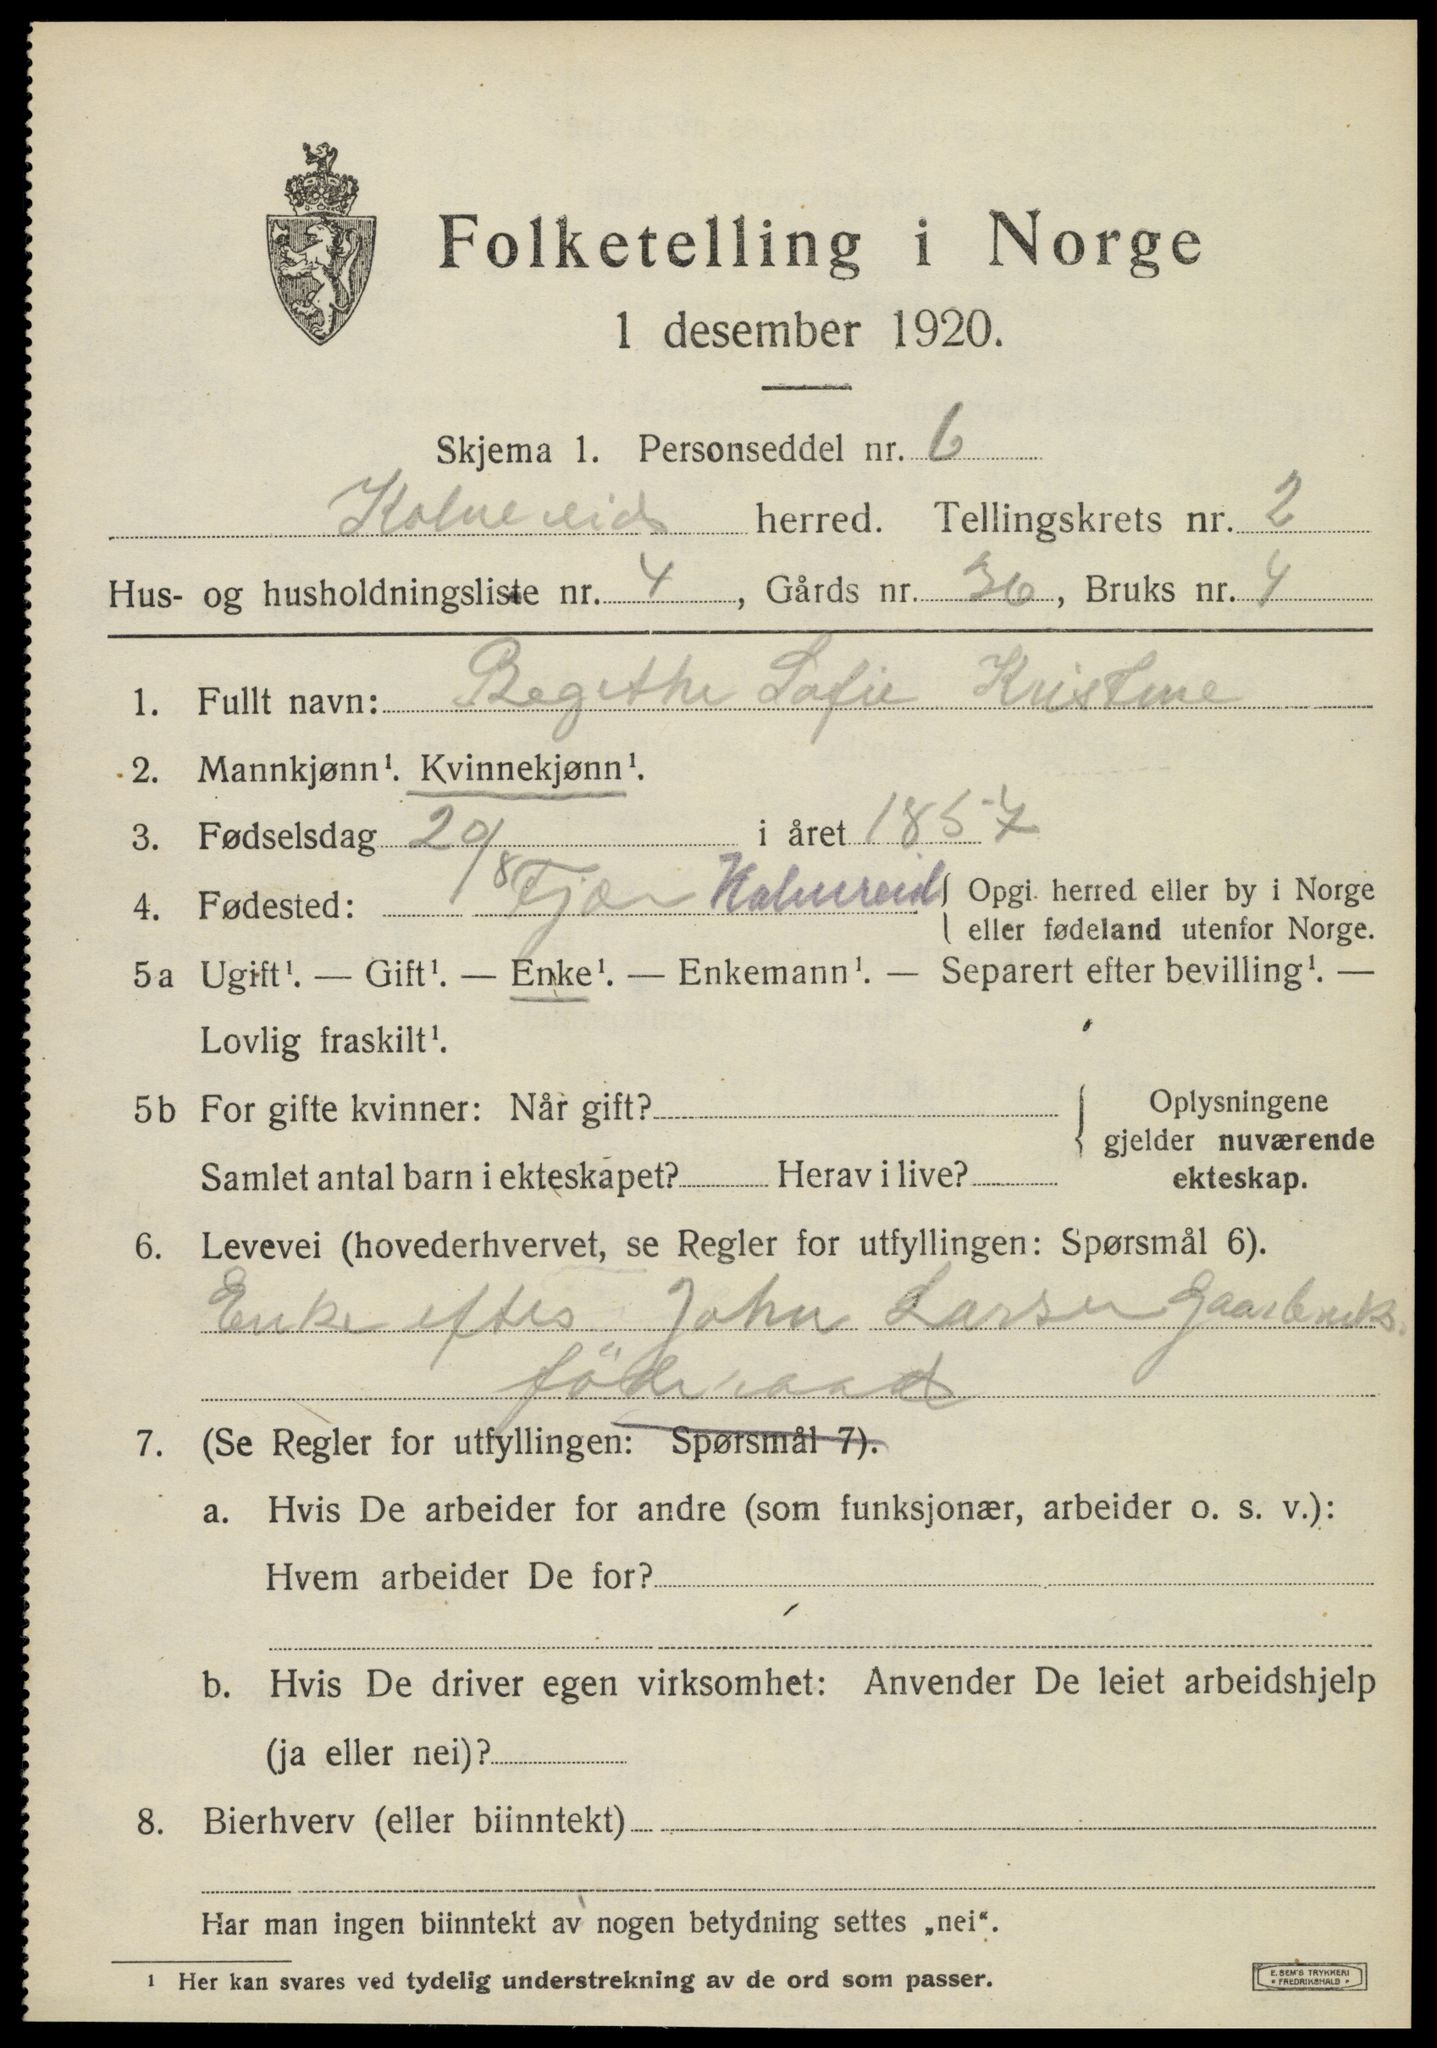 Folketelling i Norge
1 desember 1920.
Skjema 1. Personseddel nr. 6
Kolvereids herred. Tellingskrets nr. 2
Hus- og husholdningsliste nr. 4, Gårds nr. 36, Bruks nr. 4
1. Fullt navn: Begithe Sofie Kristine
2. Mannkjønn¹. Kvinnekjønn¹.
3. Fødselsdag 20/8 i året 1857
4. Fødested: Fjær Kolvereid { Opgi herred eller by i Norge
eller fødeland utenfor Norge.
5a Ugift¹. — Gift¹. — Enke¹. — Enkemann¹. — Separert efter bevilling¹. —
Lovlig fraskilt¹.
5b For gifte kvinner: Når gift? { Oplysningene
gjelder nuværende
Samlet antal barn i ekteskapet? Herav i live? ekteskap.
6. Levevei (hovederhvervet, se Regler for utfyllingen: Spørsmål 6).
Enke efter John Larsen Gaardbruks.
föderaad
7. (Se Regler for utfyllingen: Spørsmål 7).
a. Hvis De arbeider for andre (som funksjonær, arbeider o. s. v.):
Hvem arbeider De for?
b. Hvis De driver egen virksomhet: Anvender De leiet arbeidshjelp
(ja eller nei)?
8. Bierhverv (eller biinntekt)
Har man ingen biinntekt av nogen betydning settes „nei“.
¹ Her kan svares ved tydelig understrekning av de ord som passer.
E. SEM'S TRYKKERI
* FREDRIKSHALD *